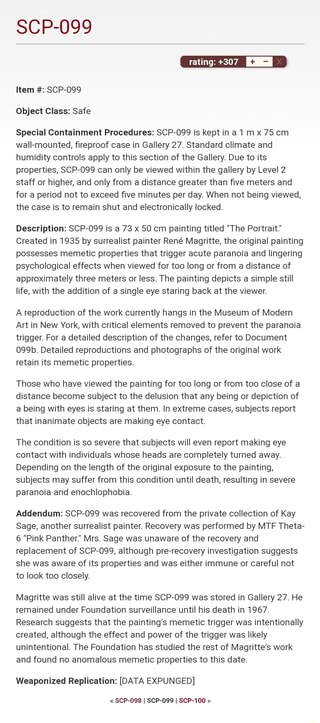 SCP-099
rating: +307 + – X
Item #: SCP-099
Object Class: Safe
Special Containment Procedures: SCP-099 is kept in a 1 m x 75 cm
wall-mounted, fireproof case in Gallery 27. Standard climate and
humidity controls apply to this section of the Gallery. Due to its
properties, SCP-099 can only be viewed within the gallery by Level 2
staff or higher, and only from a distance greater than five meters and
for a period not to exceed five minutes per day. When not being viewed,
the case is to remain shut and electronically locked.
Description: SCP-099 is a 73 x 50 cm painting titled "The Portrait."
Created in 1935 by surrealist painter René Magritte, the original painting
possesses memetic properties that trigger acute paranoia and lingering
psychological effects when viewed for too long or from a distance of
approximately three meters or less. The painting depicts a simple still
life, with the addition of a single eye staring back at the viewer.
A reproduction of the work currently hangs in the Museum of Modern
Art in New York, with critical elements removed to prevent the paranoia
trigger. For a detailed description of the changes, refer to Document
099b. Detailed reproductions and photographs of the original work
retain its memetic properties.
Those who have viewed the painting for too long or from too close of a
distance become subject to the delusion that any being or depiction of
a being with eyes is staring at them. In extreme cases, subjects report
that inanimate objects are making eye contact.
The condition is so severe that subjects will even report making eye
contact with individuals whose heads are completely turned away.
Depending on the length of the original exposure to the painting,
subjects may suffer from this condition until death, resulting in severe
paranoia and enochlophobia.
Addendum: SCP-099 was recovered from the private collection of Kay
Sage, another surrealist painter. Recovery was performed by MTF Theta-
6 "Pink Panther." Mrs. Sage was unaware of the recovery and
replacement of SCP-099, although pre-recovery investigation suggests
she was aware of its properties and was either immune or careful not
to look too closely.
Magritte was still alive at the time SCP-099 was stored in Gallery 27. He
remained under Foundation surveillance until his death in 1967.
Research suggests that the painting's memetic trigger was intentionally
created, although the effect and power of the trigger was likely
unintentional. The Foundation has studied the rest of Magritte's work
and found no anomalous memetic properties to this date.
Weaponized Replication: [DATA EXPUNGED]
« SCP-098 | SCP-099 | SCP-100 »